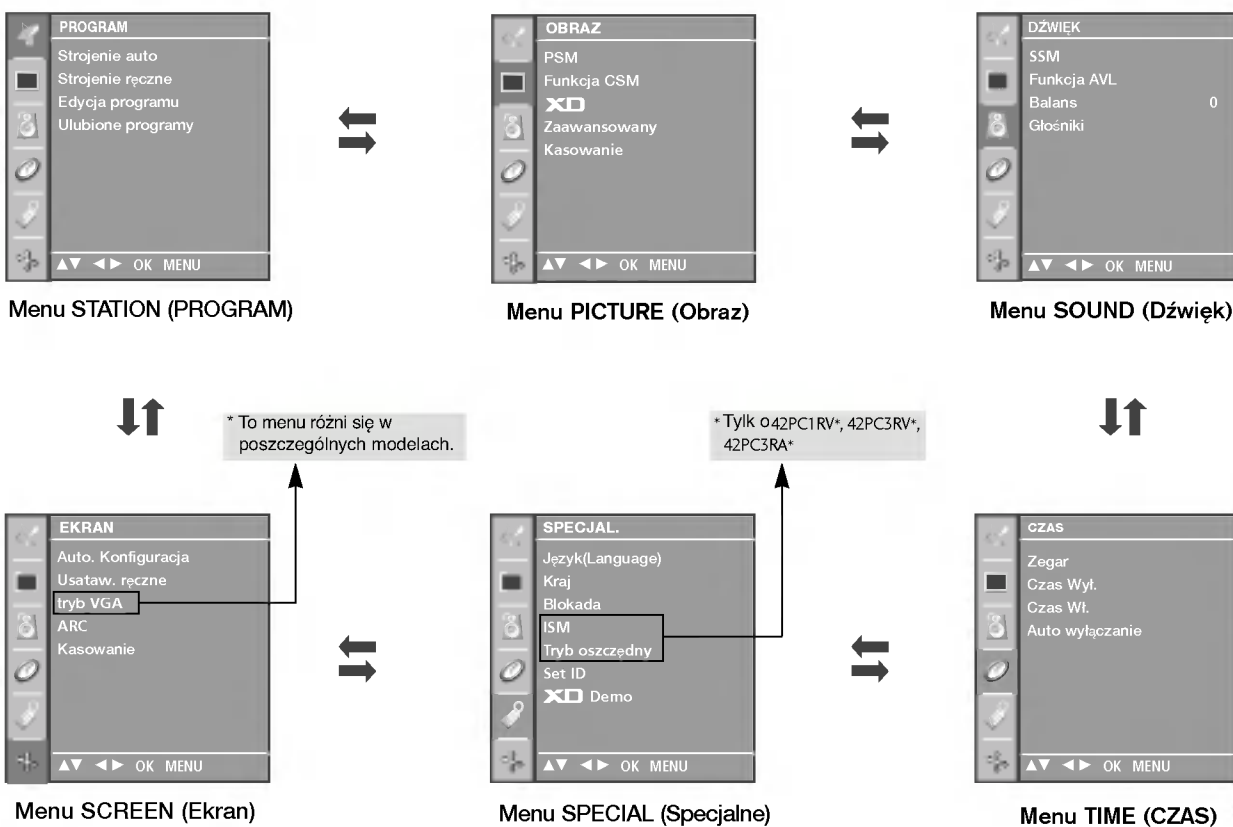 PROGRAM
Strojenie auto
Strojenie ręczne
Edycja programu
Ulubione programy
▲▼ ◄► OK MENU
Menu STATION (PROGRAM)
OBRAZ
PSM
Funkcja CSM
XD
Zaawansowany
Kasowanie
▲▼ ◄► OK MENU
Menu PICTURE (Obraz)
DŹWIĘK
SSM
Funkcja AVL
Balans 0
Głośniki
▲▼ ◄► OK MENU
Menu SOUND (Dźwięk)
* To menu różni się w
poszczególnych modelach.
* Tylk o42PC1RV*, 42PC3RV*,
42PC3RA*
EKRAN
Auto. Konfiguracja
Usataw. ręczne
tryb VGA
ARC
Kasowanie
▲▼ ◄► OK MENU
Menu SCREEN (Ekran)
SPECJAL.
Język(Language)
Kraj
Blokada
ISM
Tryb oszczędny
Set ID
XD Demo
▲▼ ◄► OK MENU
Menu SPECIAL (Specjalne)
CZAS
Zegar
Czas Wył.
Czas Wł.
Auto wyłączanie
▲▼ ◄► OK MENU
Menu TIME (CZAS)